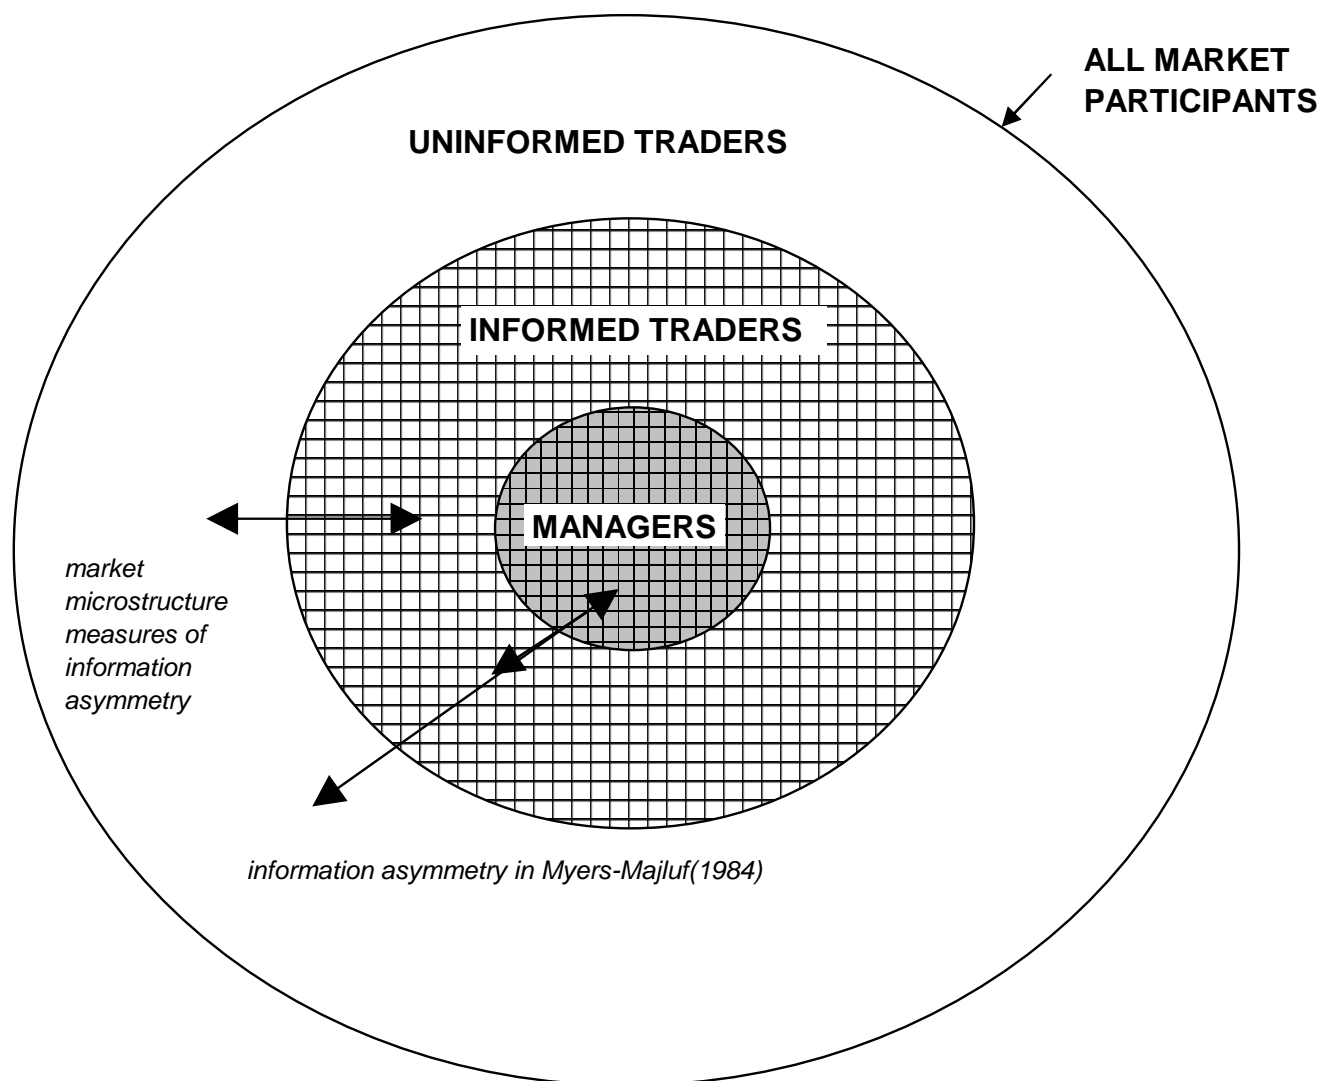 ALL MARKET
PARTICIPANTS
UNINFORMED TRADERS
INFORMED TRADERS
MANAGERS
market
microstructure
measures of
information
asymmetry
information asymmetry in Myers-Majluf(1984)